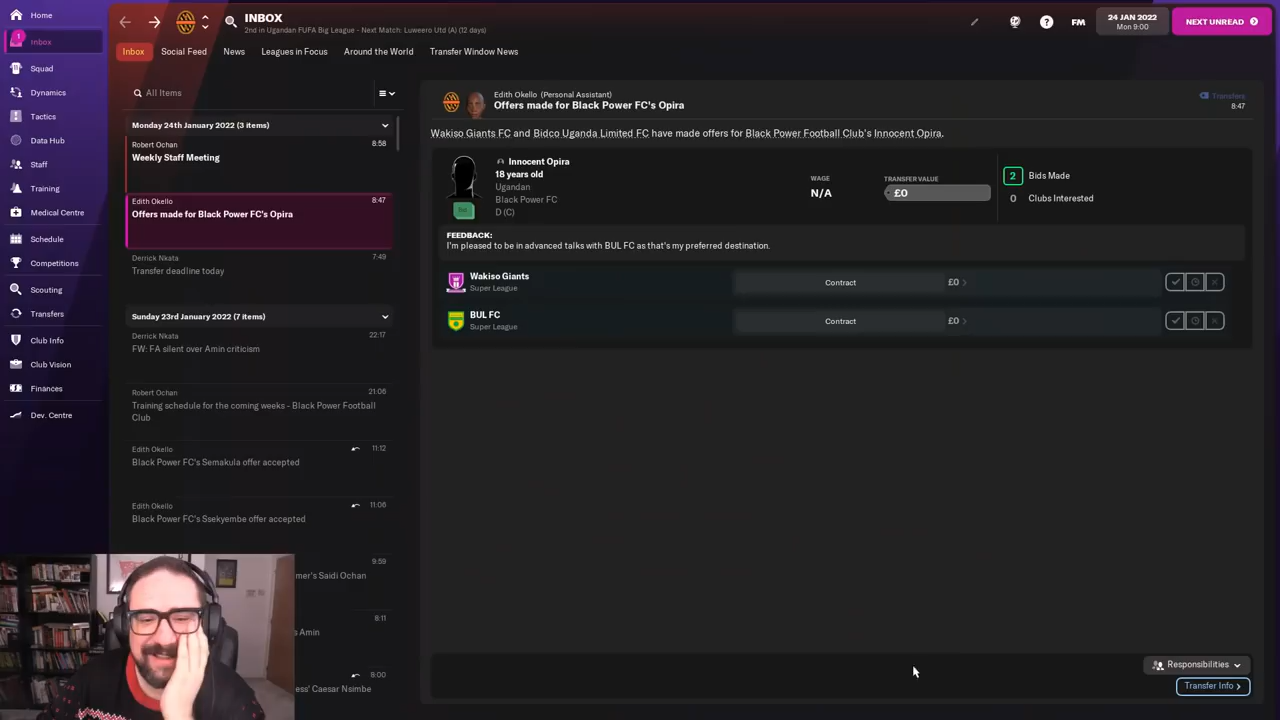 Home
1
Inbox
Squad
Dynamics
Tactics
Data Hub
Staff
Training
Medical Centre
Schedule
Competitions
Scouting
Transfers
Club Info
Club Vision
Finances
Dev. Centre
INBOX
2nd in Ugandan FUFA Big League - Next Match: Luweero Utd (A) (12 days)
FM
24 JAN 2022
Mon 9:00
NEXT UNREAD
Inbox
Social Feed
News
Leagues in Focus
Around the World
Transfer Window News
All Items
Monday 24th January 2022 (3 items)
Robert Ochan 8:58
Weekly Staff Meeting
Edith Okello 8:47
Offers made for Black Power FC's Opira
Derrick Nkata 7:49
Transfer deadline today
Sunday 23rd January 2022 (7 items)
Derrick Nkata 22:17
FW: FA silent over Amin criticism
Robert Ochan 21:06
Training schedule for the coming weeks - Black Power Football
Club
Edith Okello 11:12
Black Power FC's Semakula offer accepted
Edith Okello 11:06
Black Power FC's Ssekyembe offer accepted
9:59
mer's Saidi Ochan
8:11
s Amin
8:00
ess' Caesar Nsimbe
Edith Okello (Personal Assistant)
Offers made for Black Power FC's Opira
Transfers
8:47
Wakiso Giants FC and Bidco Uganda Limited FC have made offers for Black Power Football Club's Innocent Opira.
Innocent Opira
18 years old
Ugandan
Black Power FC
D (C)
WAGE
N/A
TRANSFER VALUE
£0
2 Bids Made
0 Clubs Interested
FEEDBACK:
I'm pleased to be in advanced talks with BUL FC as that's my preferred destination.
Wakiso Giants
Super League
Contract
£0
BUL FC
Super League
Contract
£0
Responsibilities
Transfer Info